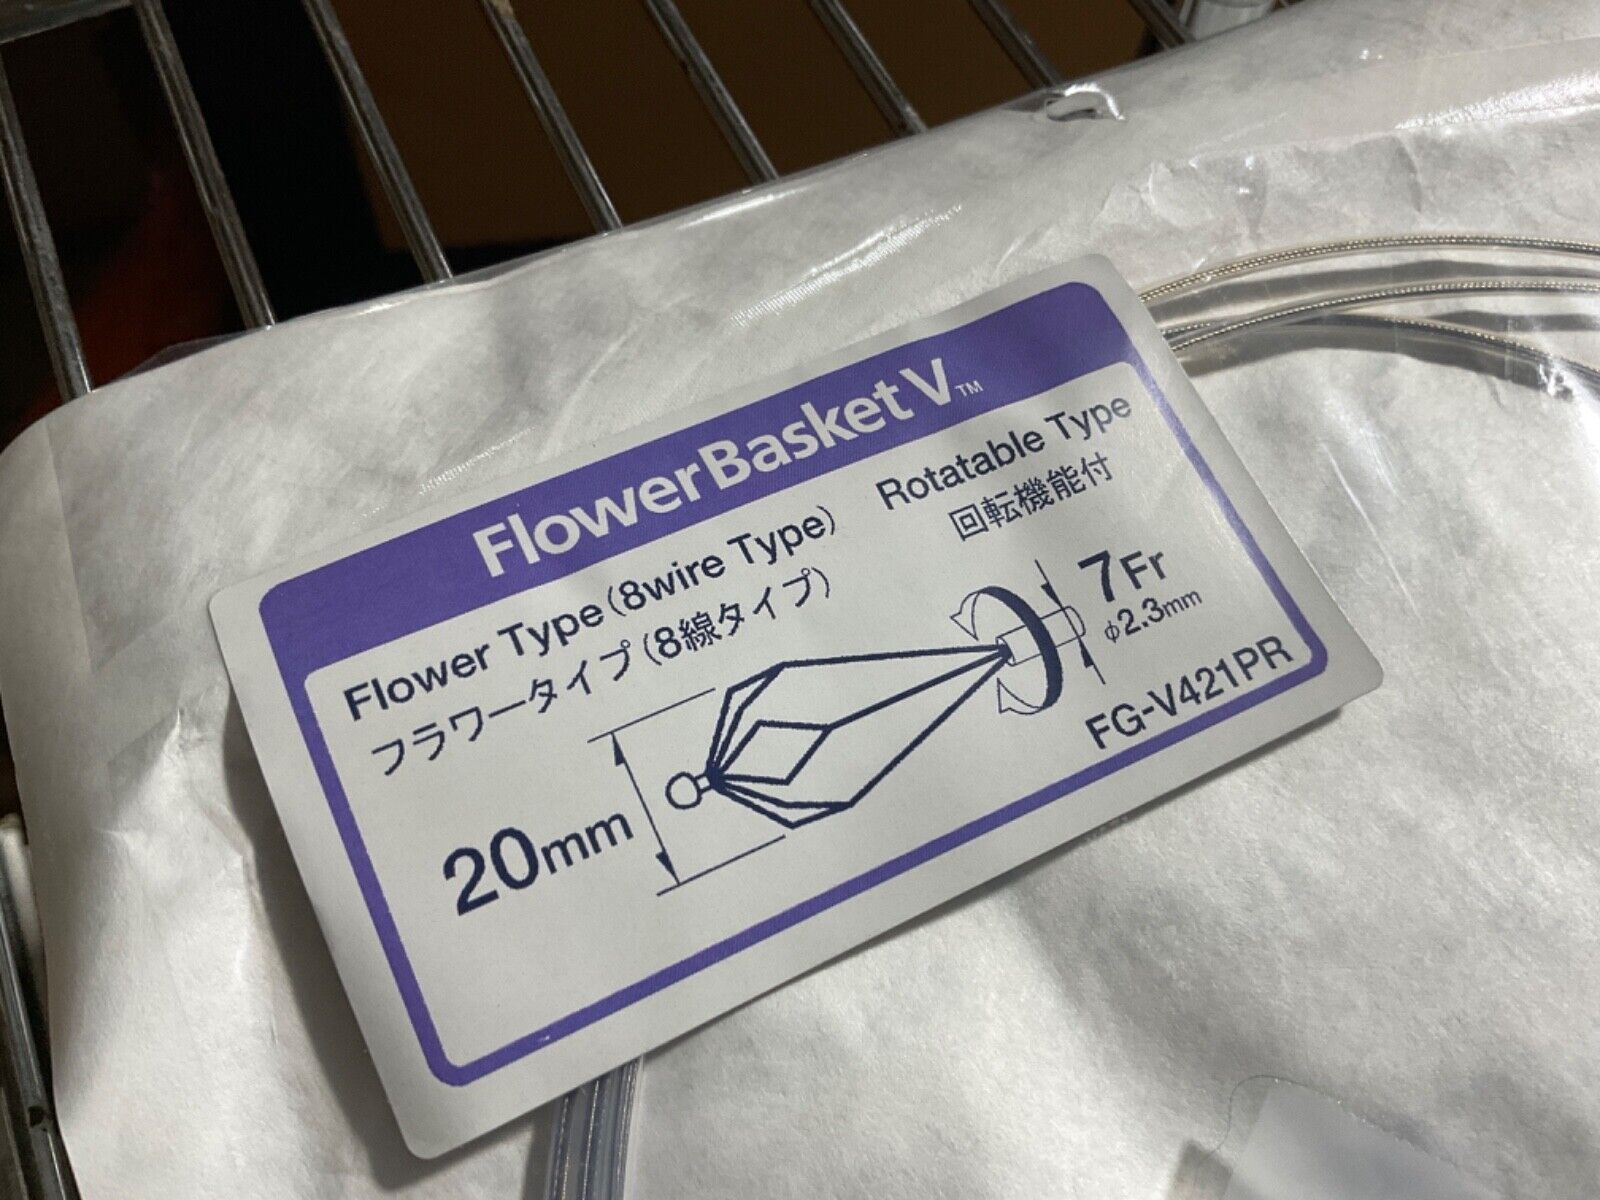 FlowerBasket V™
Flower Type(8wire Type)
フラワータイプ(8線タイプ)
Rotatable Type
回転機能付
7Fr
φ2.3mm
20mm
FG-V421PR